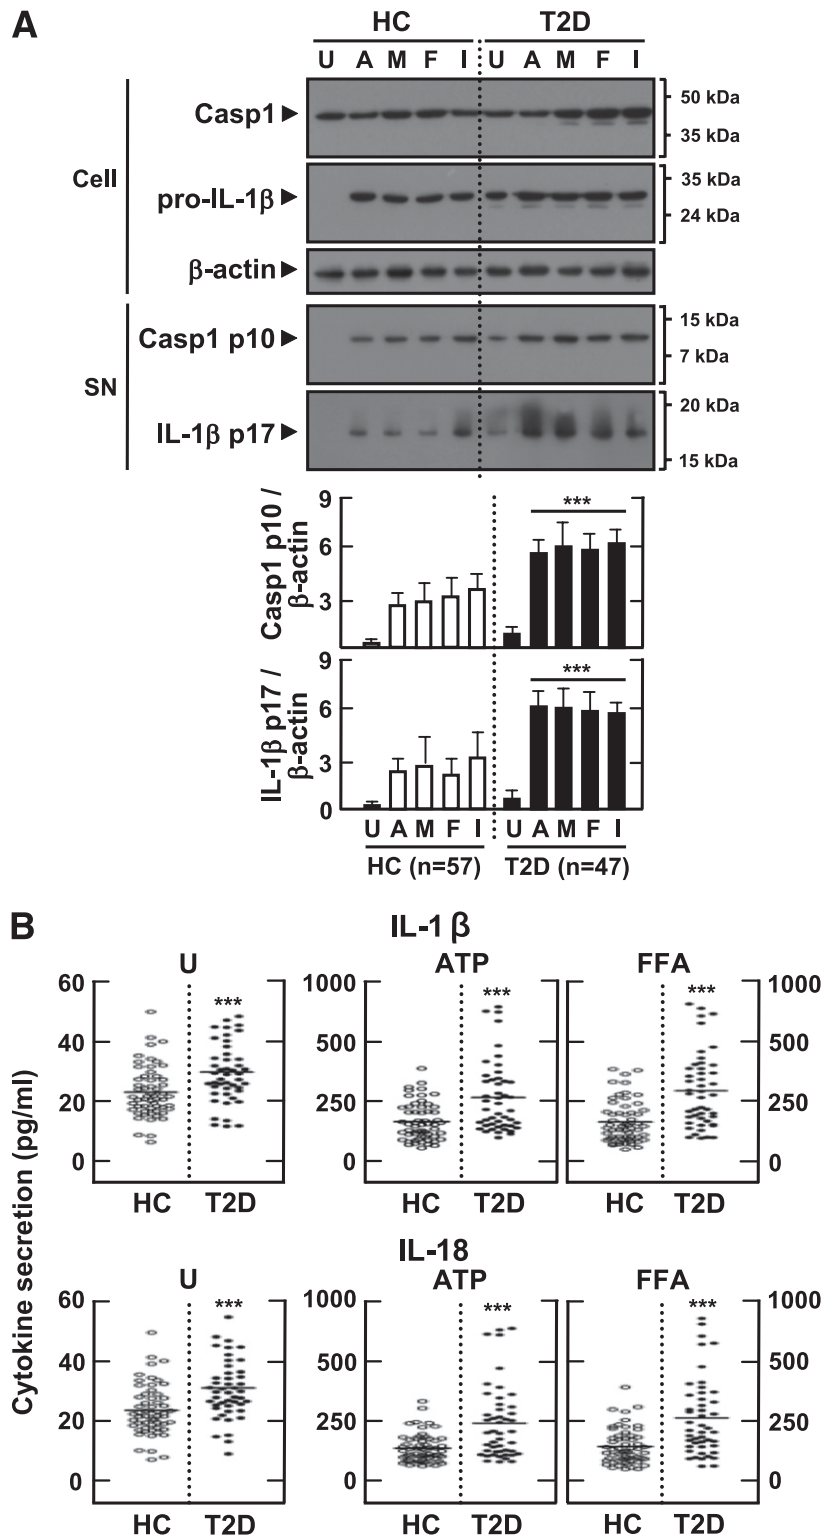 A
HC T2D
U A M F I U A M F I
Cell
Casp1 50 kDa
35 kDa
pro-IL-1β 35 kDa
24 kDa
β-actin
SN
Casp1 p10 15 kDa
7 kDa
IL-1β p17 20 kDa
15 kDa
Casp1 p10 /
β-actin
9
6
3
***
IL-1β p17 /
β-actin
9
6
3
0
***
U A M F I U A M F I
HC (n=57) T2D (n=47)
B
Cytokine secretion (pg/ml)
IL-1 β
U ATP FFA
60 *** 1000 *** *** 1000
40 500 500
20 250 250
0 0 0
HC T2D HC T2D HC T2D
IL-18
U ATP FFA
60 *** 1000 *** *** 1000
40 500 500
20 250 250
0 0 0
HC T2D HC T2D HC T2D